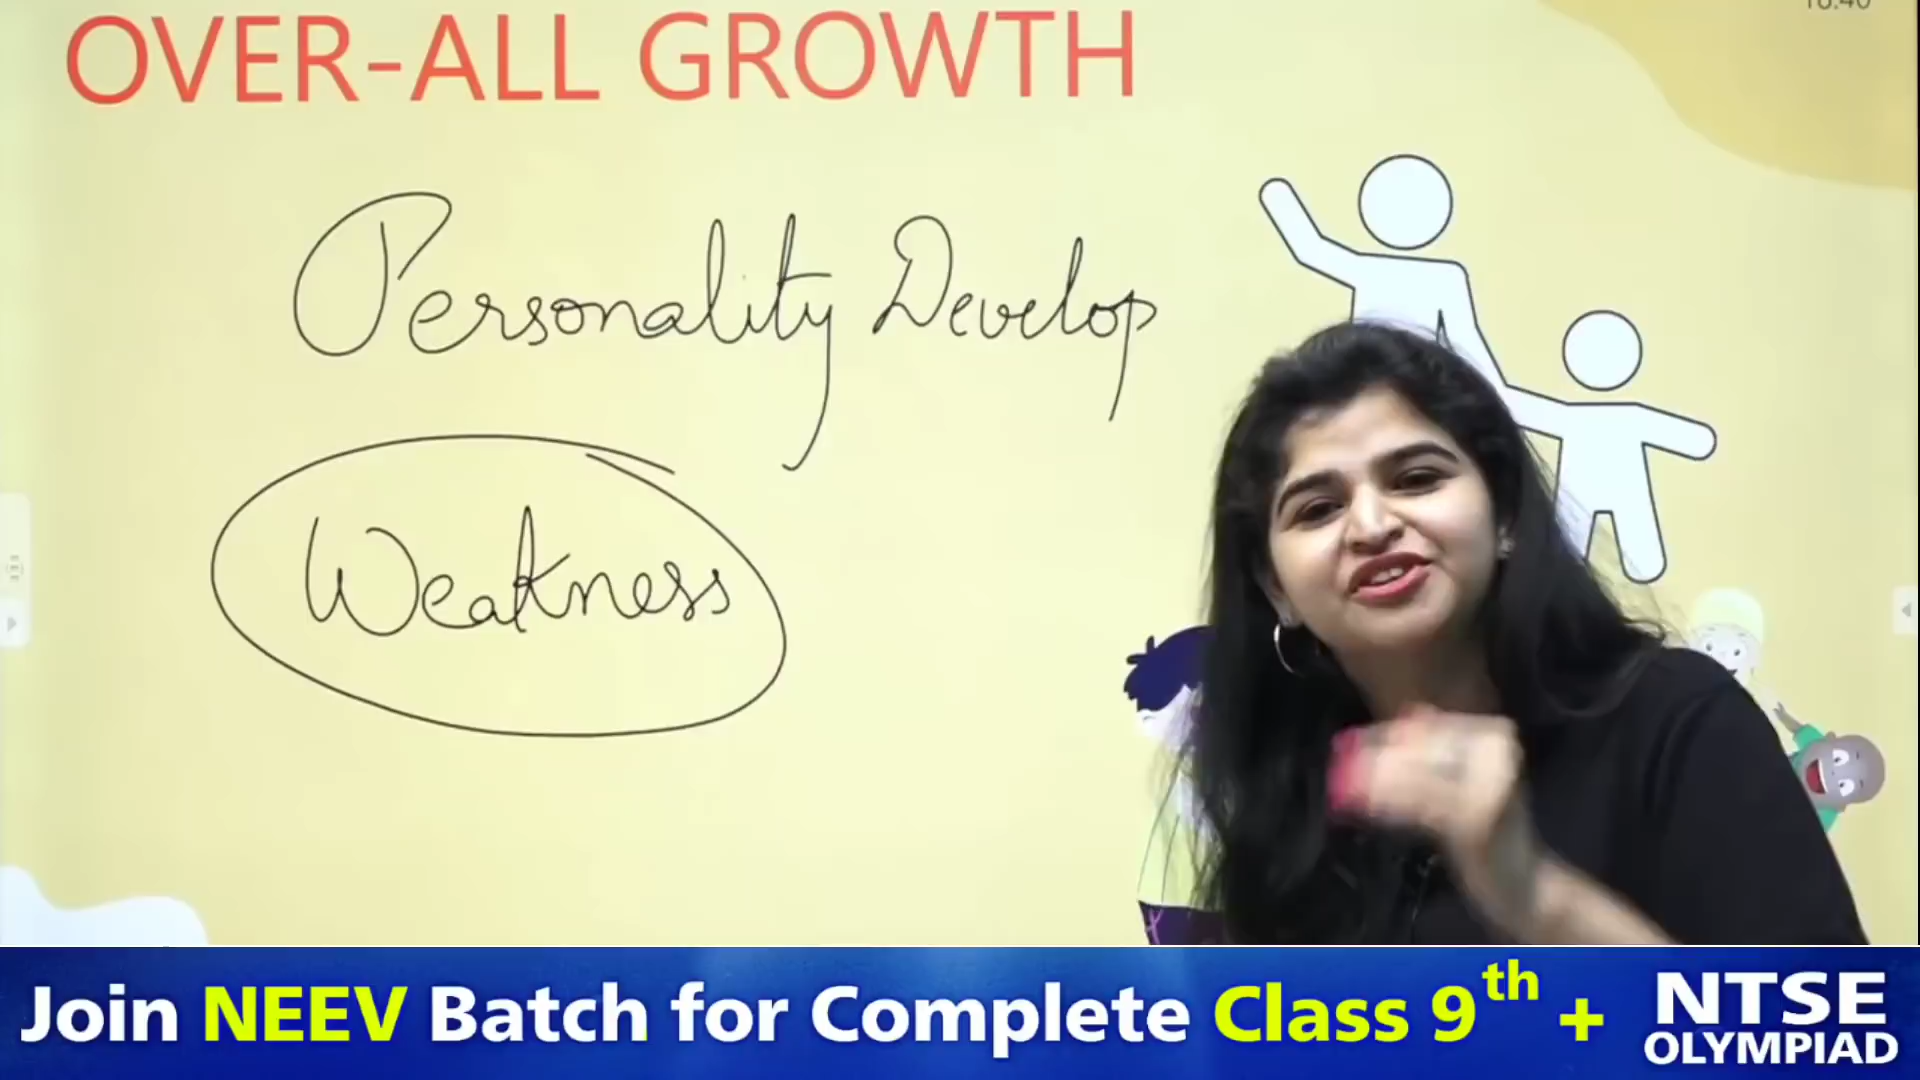 OVER-ALL GROWTH
Personality Develop
Weakness
Join NEEV Batch for Complete Class 9th + NTSE
OLYMPIAD